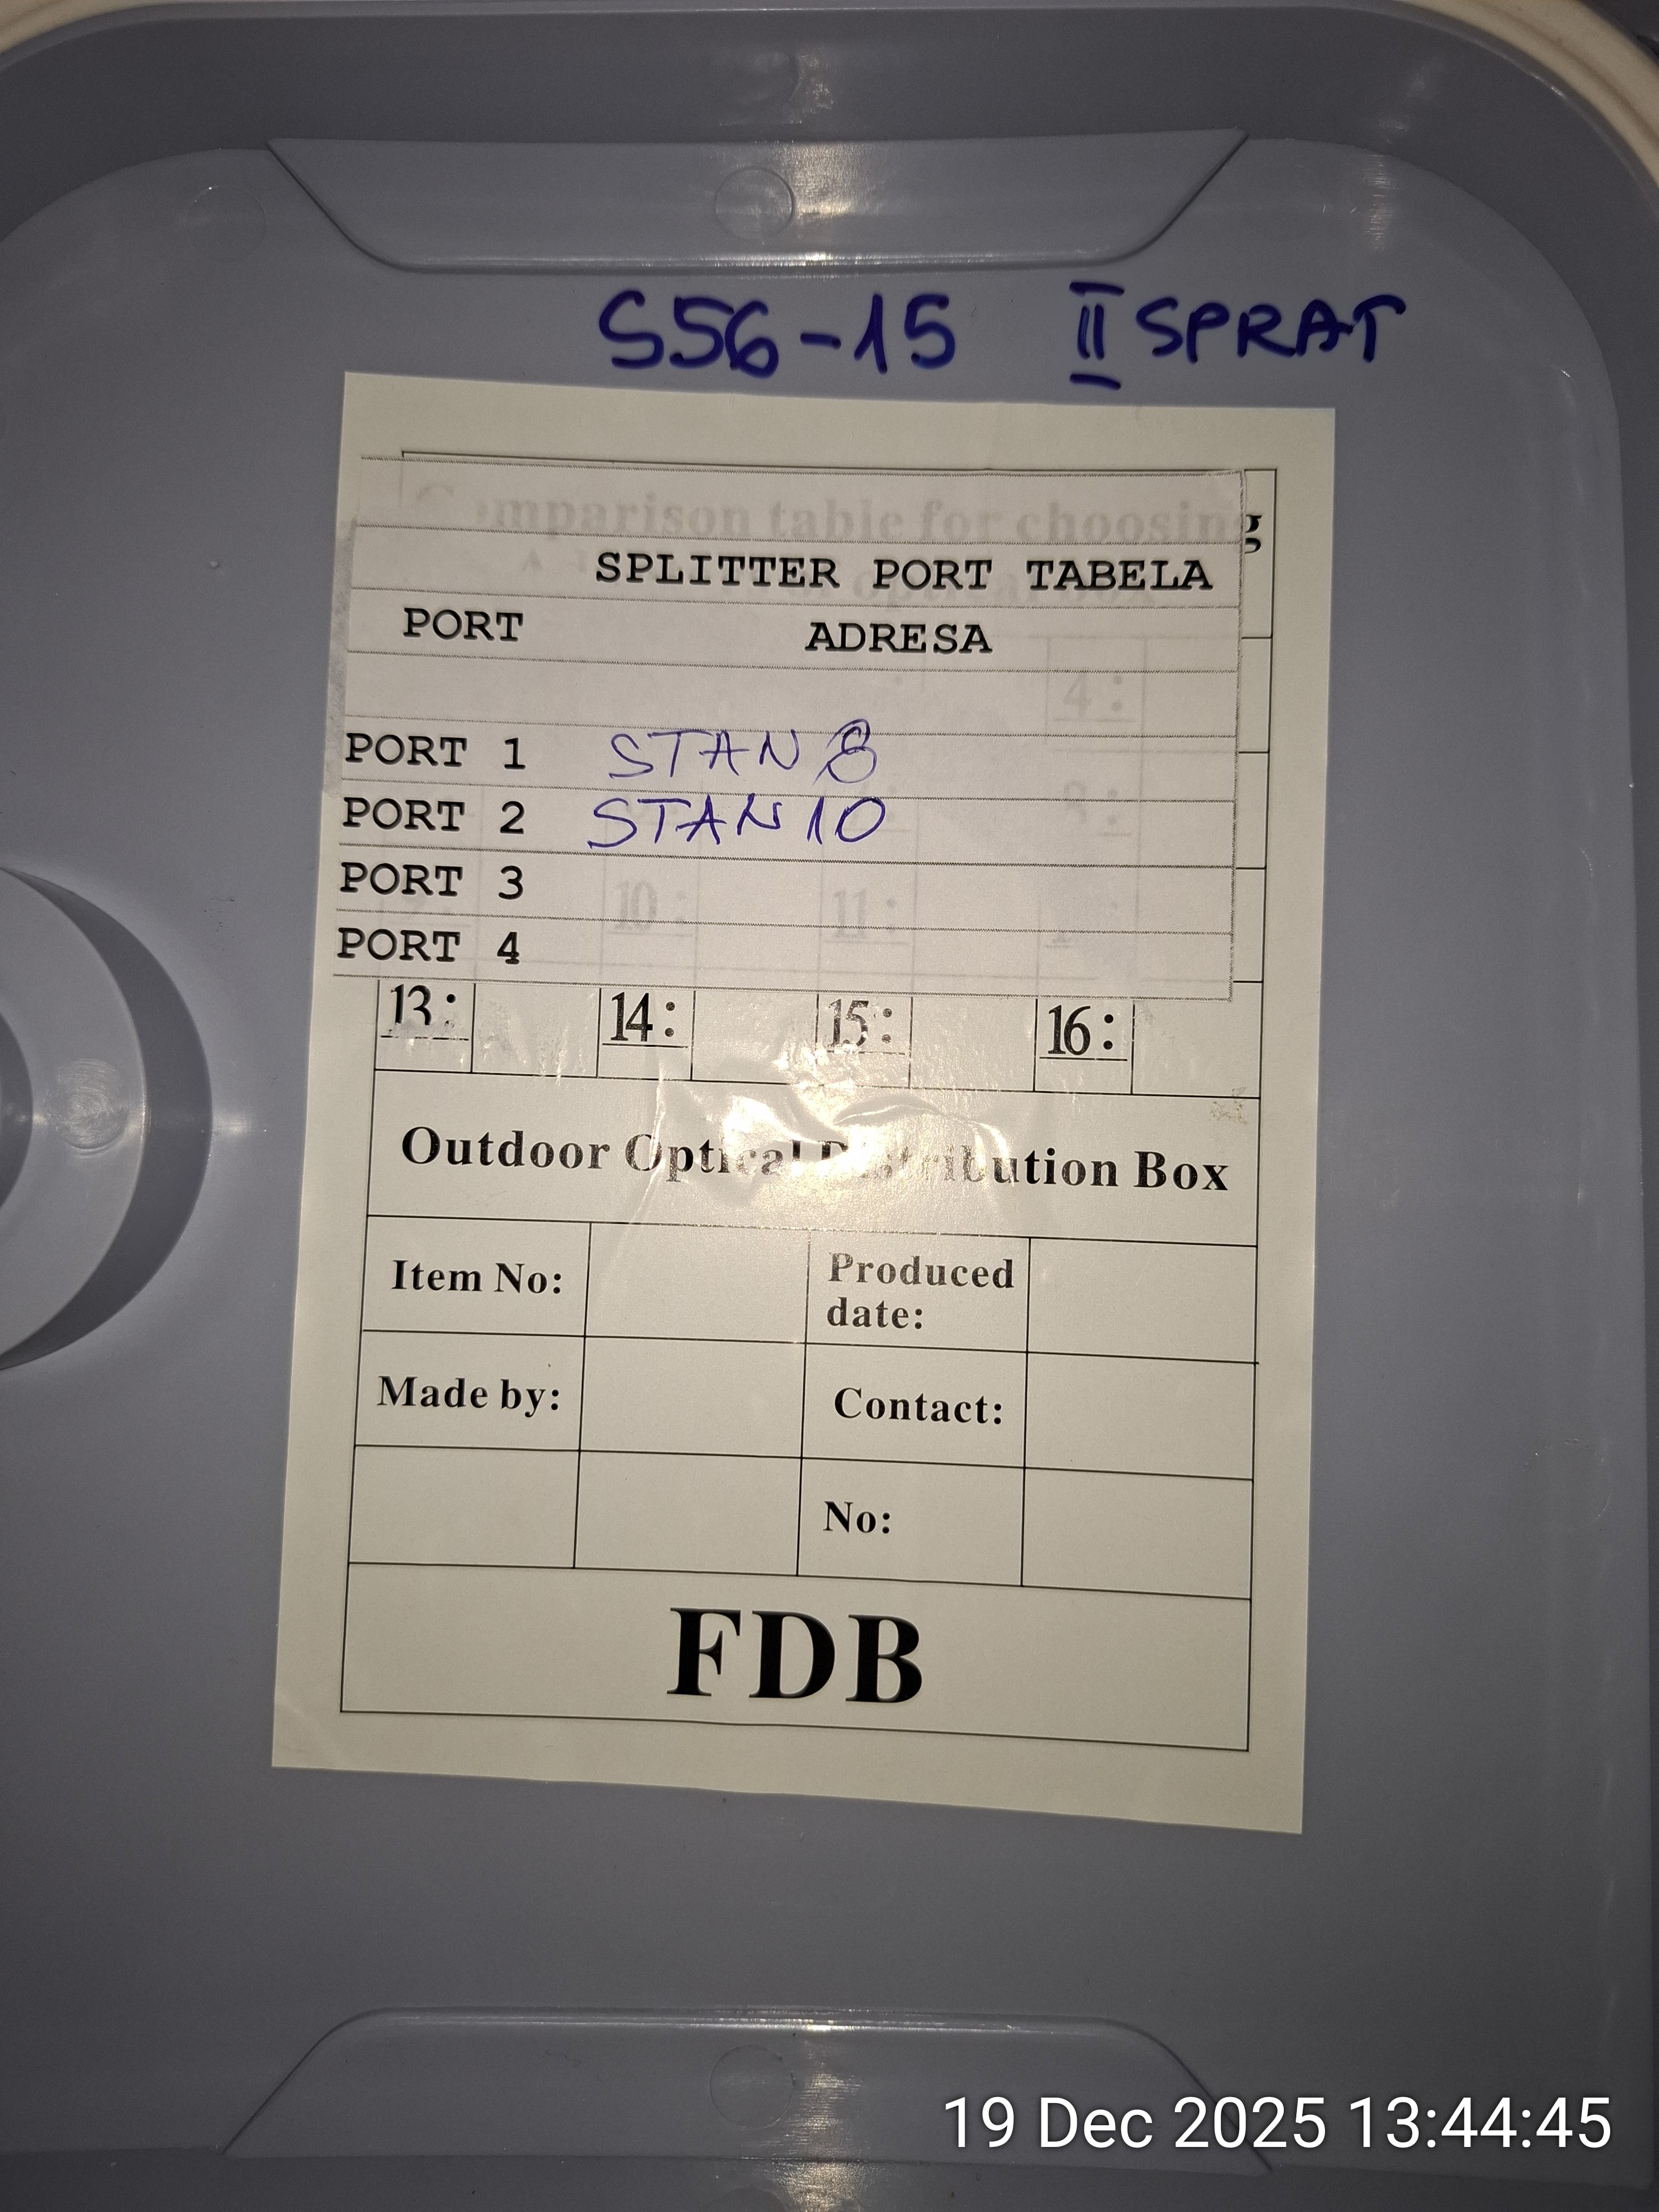 S56-15 II SPRAT
mparison table for choosing
SPLITTER PORT TABELA
PORT ADRESA
4:
PORT 1 STAN 8
PORT 2 STAN 10
8:
PORT 3
10: 11:
PORT 4
13: 14: 15: 16:
Outdoor Optical Distribution Box
Item No: Produced date:
Made by: Contact:
No:
FDB
19 Dec 2025 13:44:45